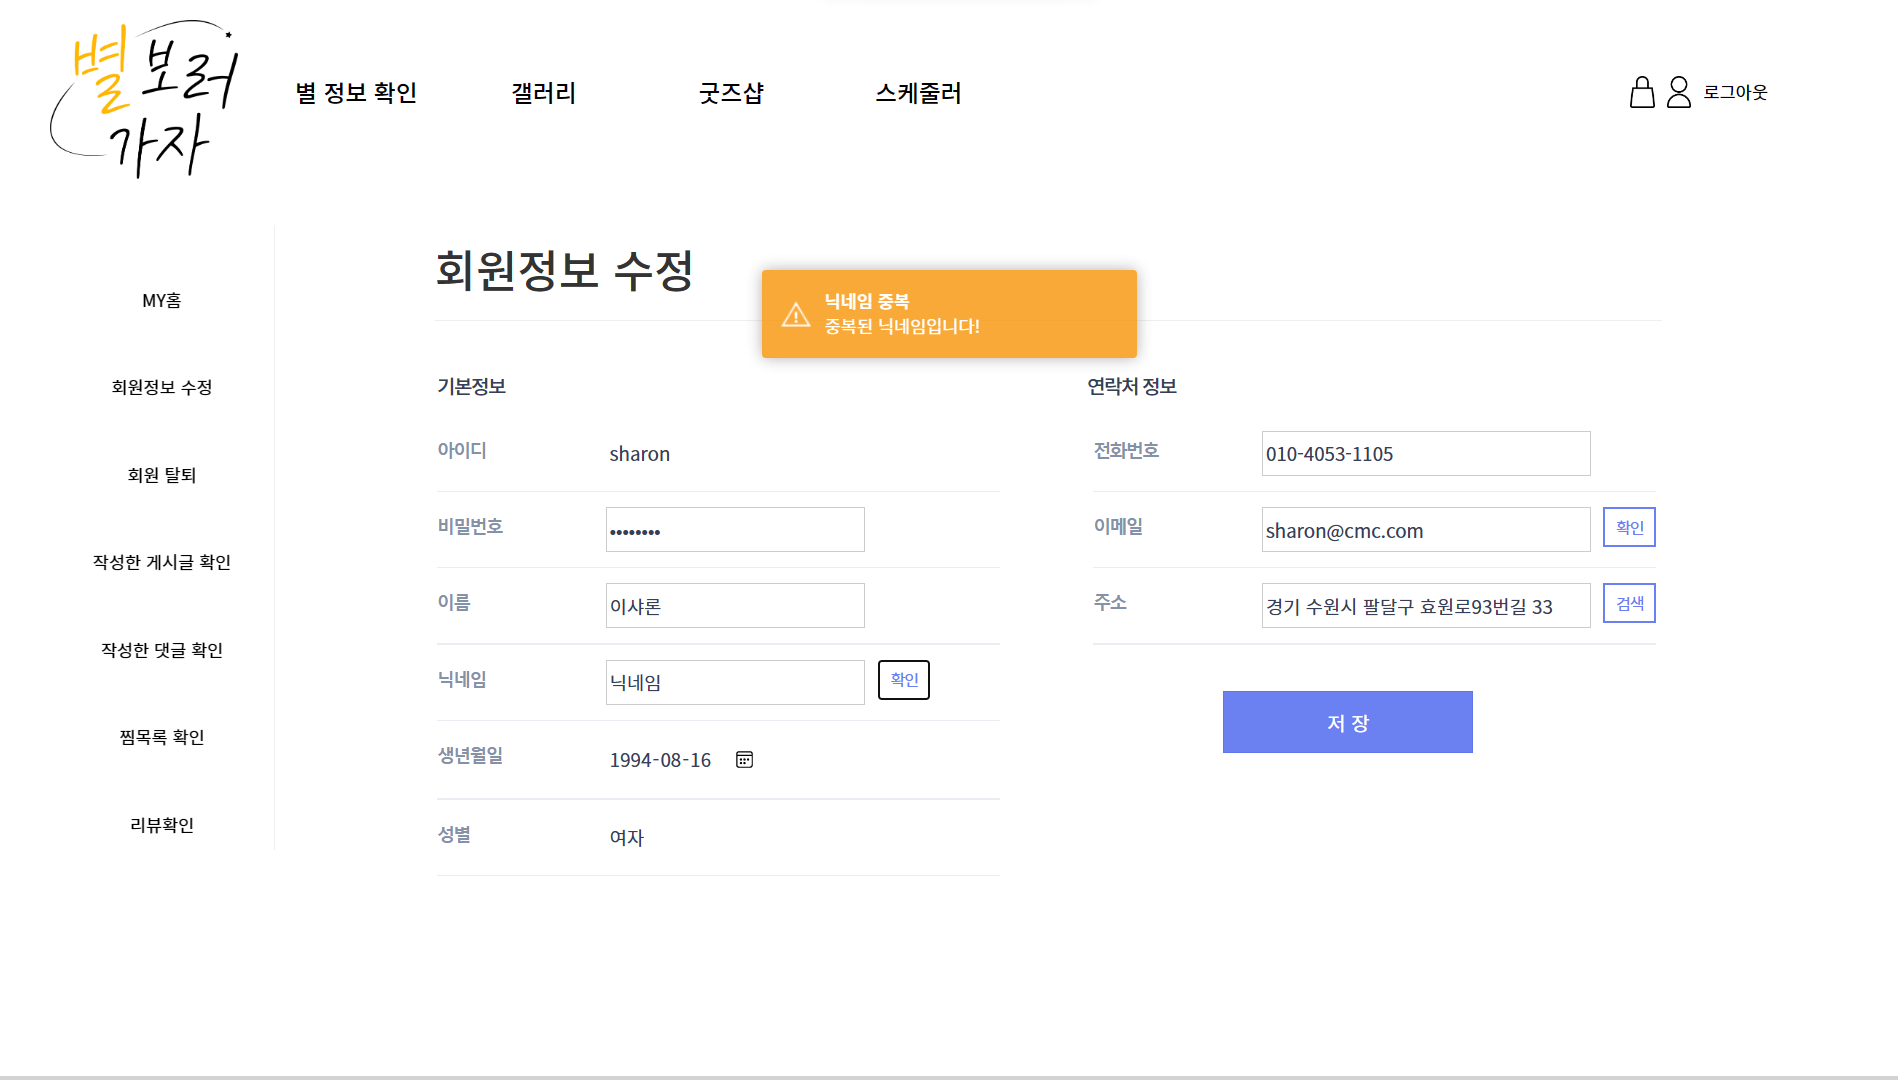 별 보러
가자
별 정보 확인
갤러리
굿즈샵
스케줄러
로그아웃
MY홈
회원정보 수정
회원 탈퇴
작성한 게시글 확인
작성한 댓글 확인
찜목록 확인
리뷰확인
회원정보 수정
닉네임 중복
중복된 닉네임입니다!
기본정보
아이디 sharon
비밀번호 ••••••••
이름 이샤론
닉네임 닉네임 확인
생년월일 1994-08-16
성별 여자
연락처 정보
전화번호 010-4053-1105
이메일 sharon@cmc.com 확인
주소 경기 수원시 팔달구 효원로93번길 33 검색
저 장